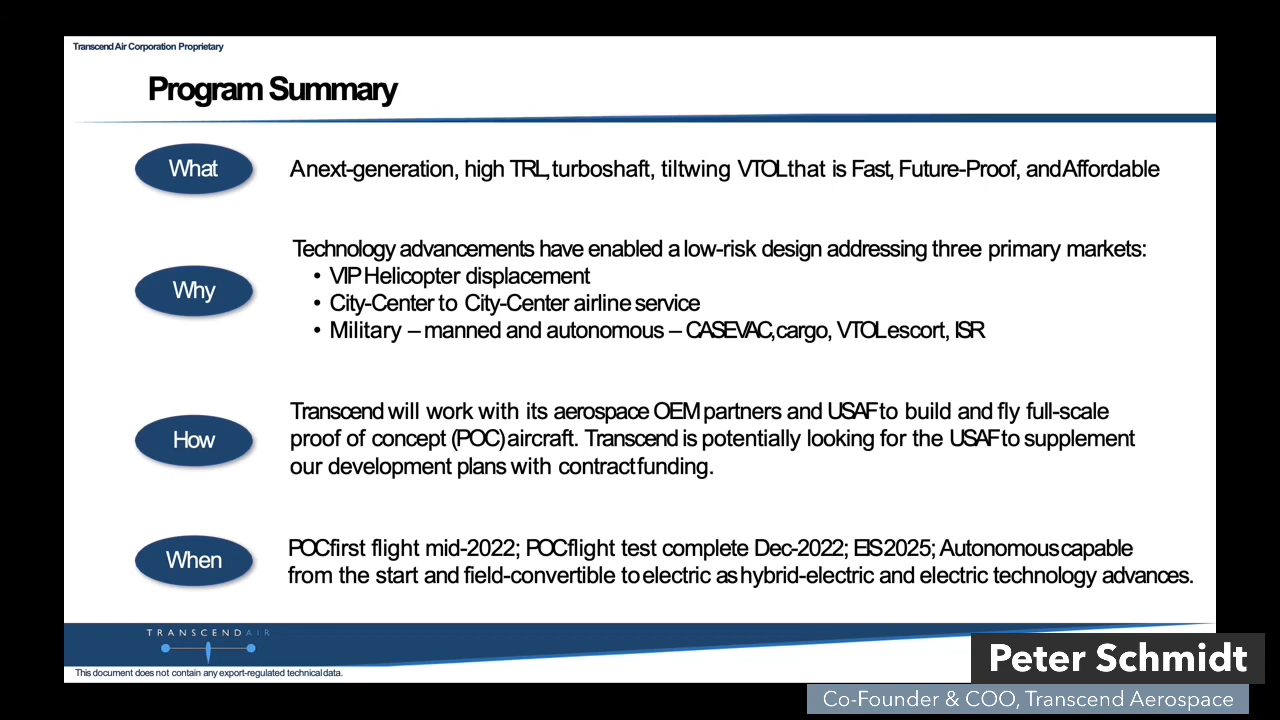 Transcend Air Corporation Proprietary
Program Summary
What
A next-generation, high TRL, turboshaft, tiltwing VTOL that is Fast, Future-Proof, and Affordable
Why
Technology advancements have enabled a low-risk design addressing three primary markets:
• VIP Helicopter displacement
• City-Center to City-Center airline service
• Military – manned and autonomous – CASEVAC, cargo, VTOL escort, ISR
How
Transcend will work with its aerospace OEM partners and USAF to build and fly full-scale
proof of concept (POC) aircraft. Transcend is potentially looking for the USAF to supplement
our development plans with contract funding.
When
POC first flight mid-2022; POC flight test complete Dec-2022; EIS 2025; Autonomous capable
from the start and field-convertible to electric as hybrid-electric and electric technology advances.
TRANSCENDAIR
This document does not contain any export-regulated technical data.
Peter Schmidt
Co-Founder & COO, Transcend Aerospace